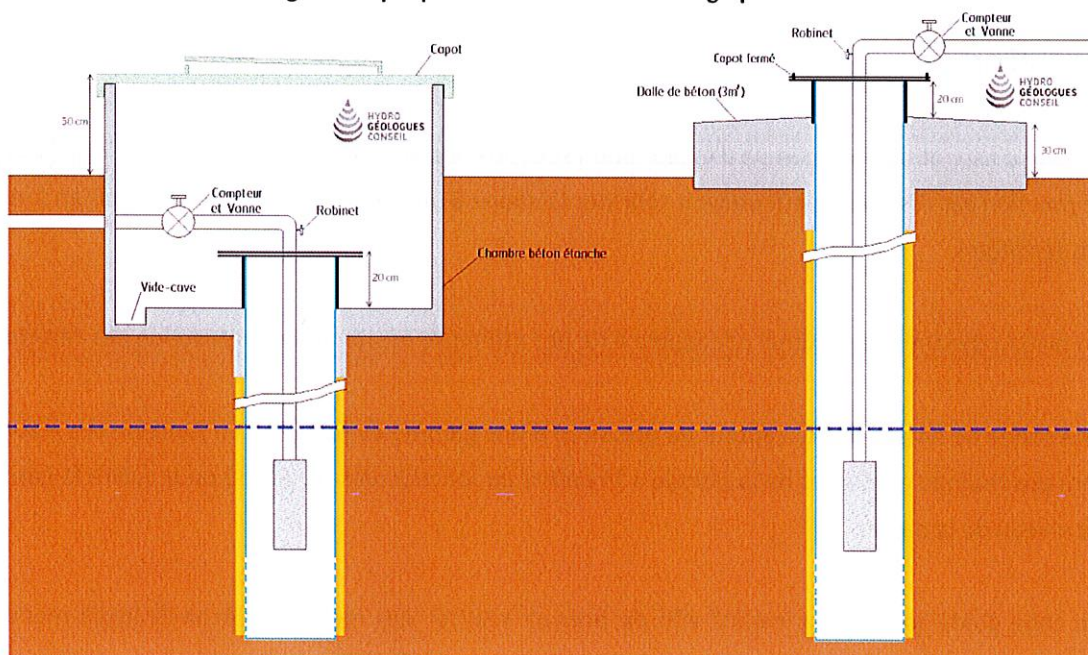 Capot
50 cm
HYDRO
GÉOLOGUES
CONSEIL
Compteur
et Vanne
Robinet
20 cm
Chambre béton étanche
Vide-cave
Compteur
et Vanne
Robinet
Capot fermé
HYDRO
GÉOLOGUES
CONSEIL
Dalle de béton (3m²)
20 cm
30 cm